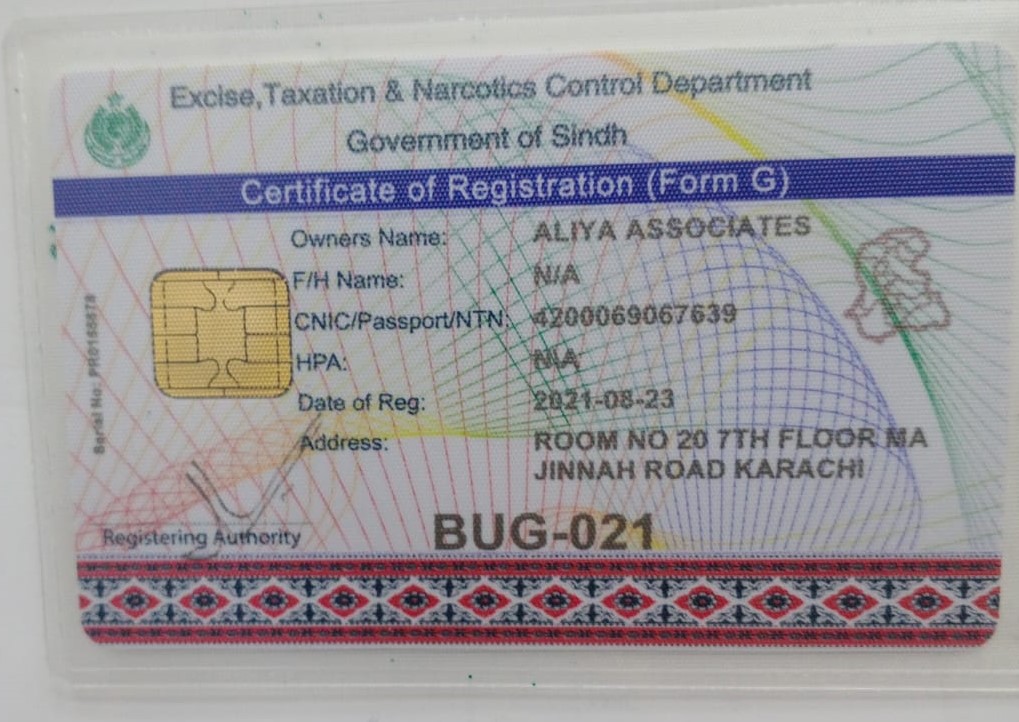 Excise,Taxation & Narcotics Control Department
Government of Sindh
Certificate of Registration (Form G)
Owners Name: ALIYA ASSOCIATES
F/H Name: N/A
CNIC/Passport/NTN: 4200069067639
HPA: N\A
Date of Reg: 2021-08-23
Address: ROOM NO 20 7TH FLOOR MA
JINNAH ROAD KARACHI
Serial No:
Registering Authority
BUG-021